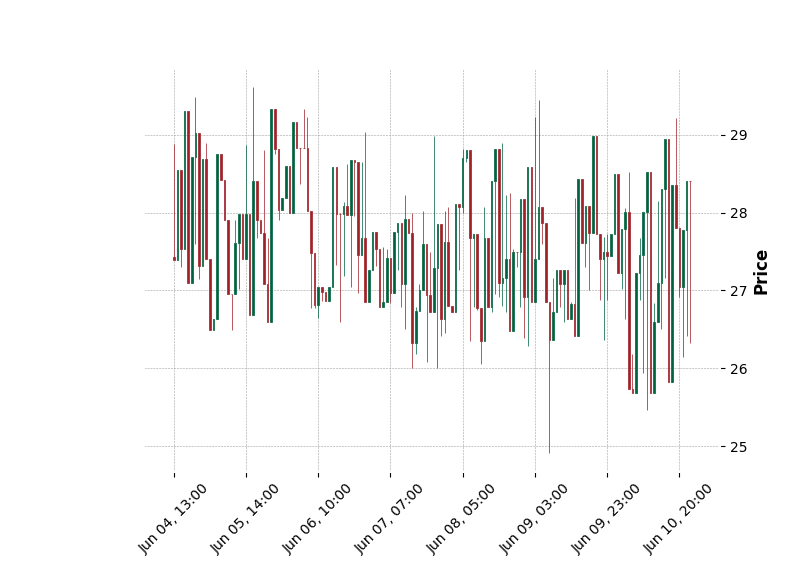 29
28
27
26
25
Price
Jun 04, 13:00
Jun 05, 14:00
Jun 06, 10:00
Jun 07, 07:00
Jun 08, 05:00
Jun 09, 03:00
Jun 09, 23:00
Jun 10, 20:00